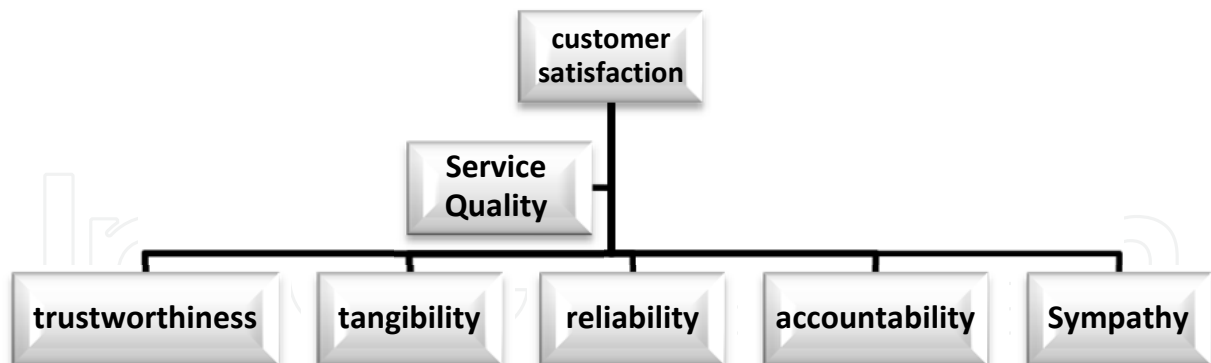 customer
satisfaction
Service
Quality
trustworthiness
tangibility
reliability
accountability
Sympathy